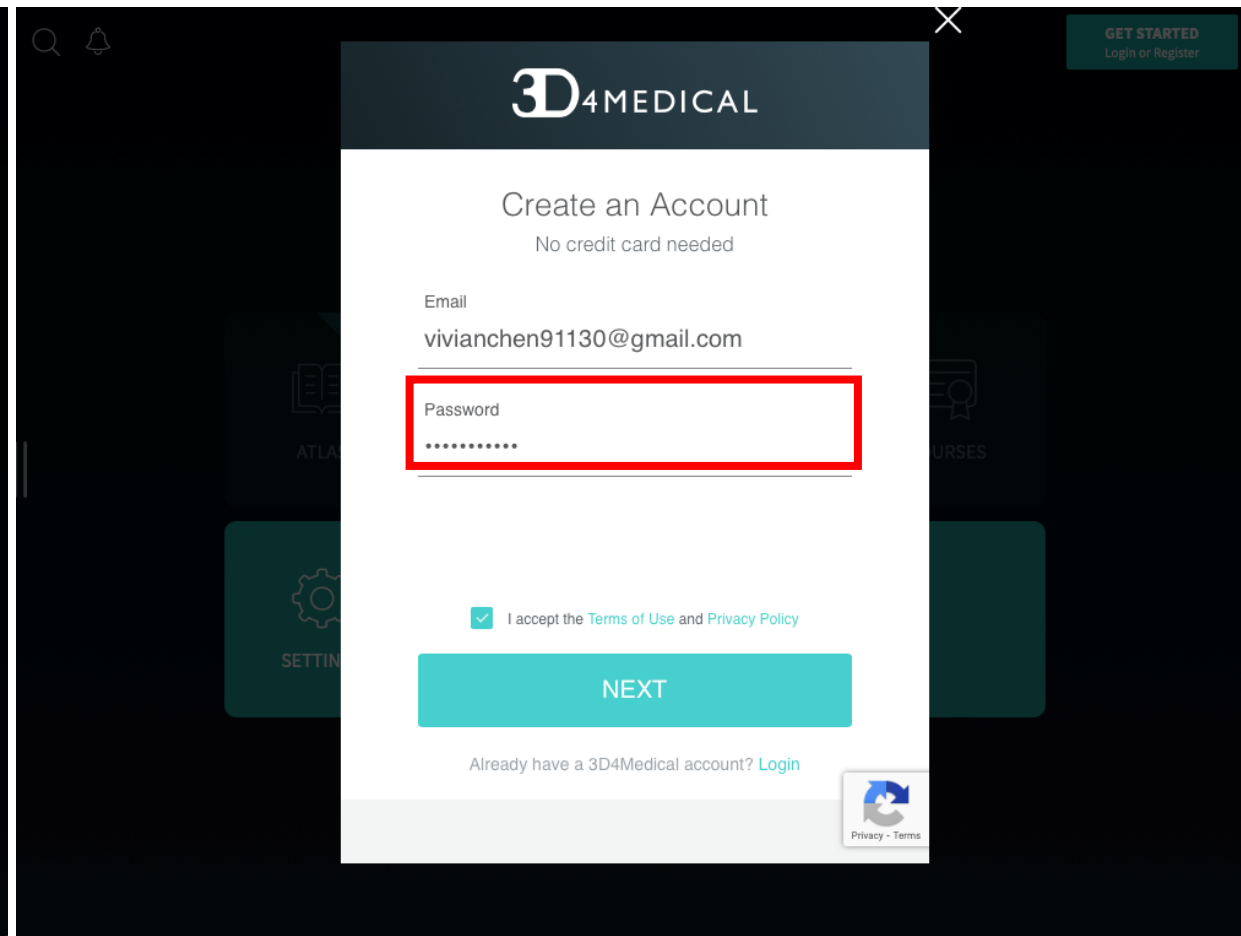 GET STARTED
Login or Register
3D4MEDICAL
Create an Account
No credit card needed
Email
vivianchen91130@gmail.com
Password
•••••••••••
I accept the Terms of Use and Privacy Policy
NEXT
Already have a 3D4Medical account? Login
Privacy - Terms
ATLA
URSES
SETTIN